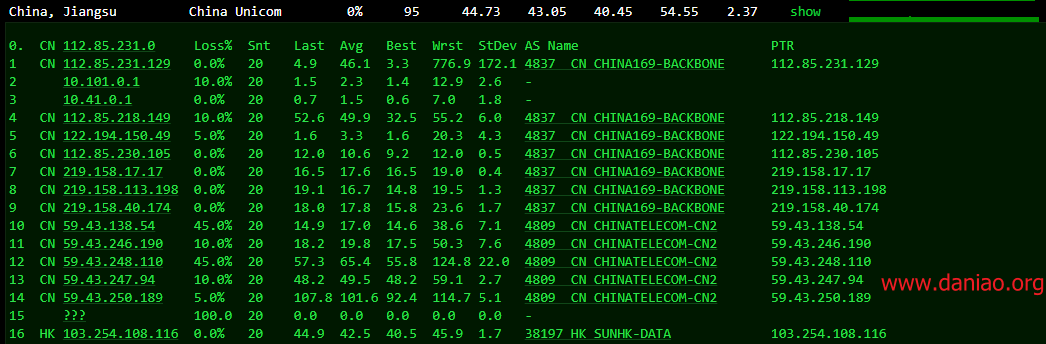 China, Jiangsu China Unicom 0% 95 44.73 43.05 40.45 54.55 2.37 show
0. CN 112.85.231.0 Loss% Snt Last Avg Best Wrst StDev AS Name PTR
1 CN 112.85.231.129 0.0% 20 4.9 46.1 3.3 776.9 172.1 4837 CN CHINA169-BACKBONE 112.85.231.129
2 10.101.0.1 10.0% 20 1.5 2.3 1.4 12.9 2.6 -
3 10.41.0.1 0.0% 20 0.7 1.5 0.6 7.0 1.8 -
4 CN 112.85.218.149 10.0% 20 52.6 49.9 32.5 55.2 6.0 4837 CN CHINA169-BACKBONE 112.85.218.149
5 CN 122.194.150.49 5.0% 20 1.6 3.3 1.6 20.3 4.3 4837 CN CHINA169-BACKBONE 122.194.150.49
6 CN 112.85.230.105 0.0% 20 12.0 10.6 9.2 12.0 0.5 4837 CN CHINA169-BACKBONE 112.85.230.105
7 CN 219.158.17.17 0.0% 20 16.5 17.6 16.5 19.0 0.4 4837 CN CHINA169-BACKBONE 219.158.17.17
8 CN 219.158.113.198 0.0% 20 19.1 16.7 14.8 19.5 1.3 4837 CN CHINA169-BACKBONE 219.158.113.198
9 CN 219.158.40.174 0.0% 20 18.0 17.8 15.8 23.6 1.7 4837 CN CHINA169-BACKBONE 219.158.40.174
10 CN 59.43.138.54 45.0% 20 14.9 17.0 14.6 38.6 7.1 4809 CN CHINATELECOM-CN2 59.43.138.54
11 CN 59.43.246.190 10.0% 20 18.2 19.8 17.5 50.3 7.6 4809 CN CHINATELECOM-CN2 59.43.246.190
12 CN 59.43.248.110 45.0% 20 57.3 65.4 55.8 124.8 22.0 4809 CN CHINATELECOM-CN2 59.43.248.110
13 CN 59.43.247.94 10.0% 20 48.2 49.5 48.2 59.1 2.7 4809 CN CHINATELECOM-CN2 59.43.247.94
14 CN 59.43.250.189 5.0% 20 107.8 101.6 92.4 114.7 5.1 4809 CN CHINATELECOM-CN2 59.43.250.189
www.daniao.org
15 ??? 100.0 20 0.0 0.0 0.0 0.0 0.0 -
16 HK 103.254.108.116 0.0% 20 44.9 42.5 40.5 45.9 1.7 38197 HK SUNHK-DATA 103.254.108.116